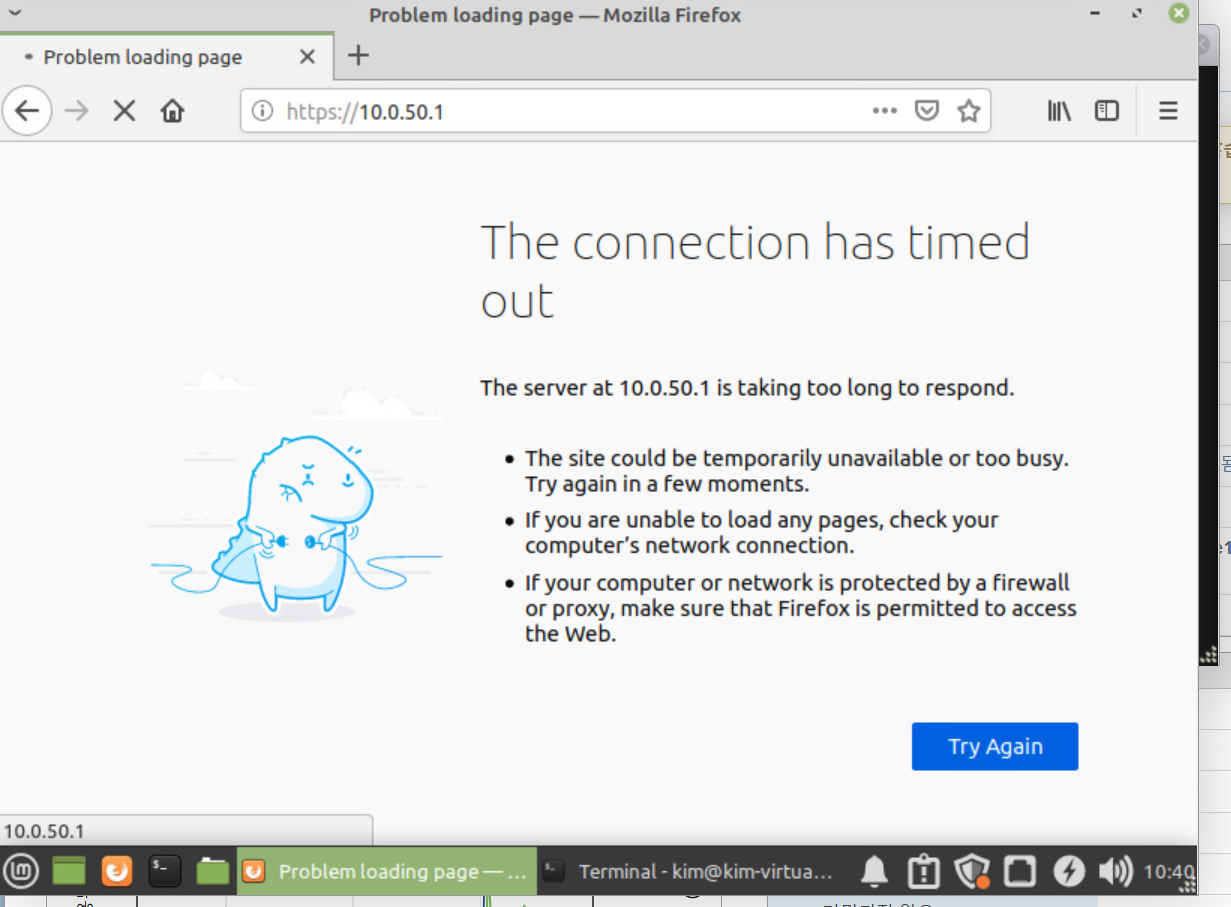 Problem loading page — Mozilla Firefox
Problem loading page
https://10.0.50.1
The connection has timed
out
The server at 10.0.50.1 is taking too long to respond.
The site could be temporarily unavailable or too busy.
Try again in a few moments.
If you are unable to load any pages, check your
computer’s network connection.
If your computer or network is protected by a firewall
or proxy, make sure that Firefox is permitted to access
the Web.
Try Again
10.0.50.1
Problem loading page — ...
Terminal - kim@kim-virtua...
10:40